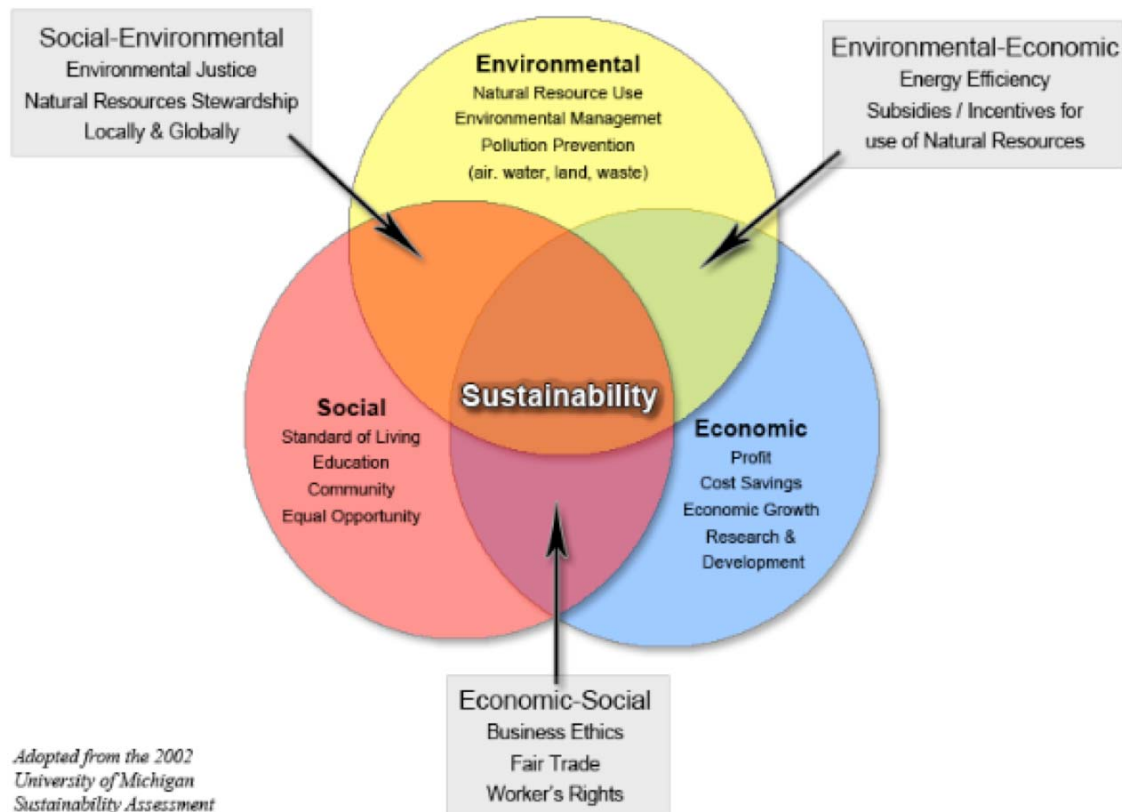 Social-Environmental
Environmental Justice
Natural Resources Stewardship
Locally & Globally
Environmental
Natural Resource Use
Environmental Managemet
Pollution Prevention
(air. water, land, waste)
Environmental-Economic
Energy Efficiency
Subsidies / Incentives for
use of Natural Resources
Sustainability
Social
Standard of Living
Education
Community
Equal Opportunity
Economic
Profit
Cost Savings
Economic Growth
Research &
Development
Economic-Social
Business Ethics
Fair Trade
Worker's Rights
Adopted from the 2002
University of Michigan
Sustainability Assessment